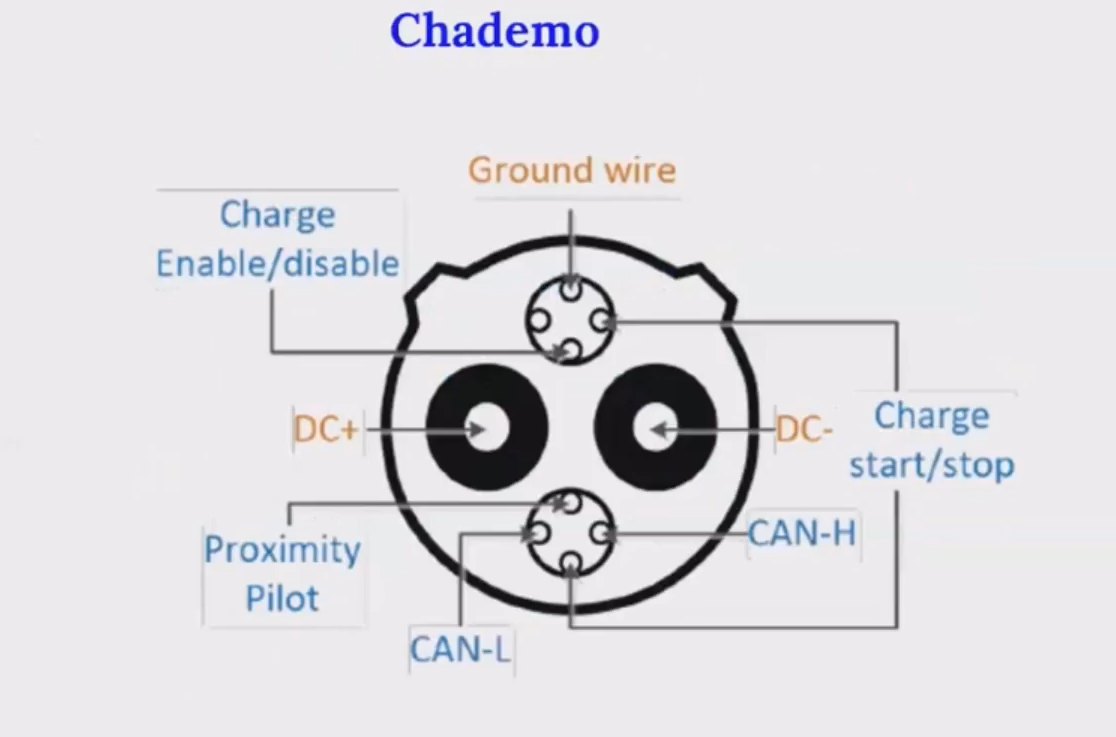 Chademo
Ground wire
Charge
Enable/disable
DC+
DC-
Charge
start/stop
Proximity
Pilot
CAN-H
CAN-L